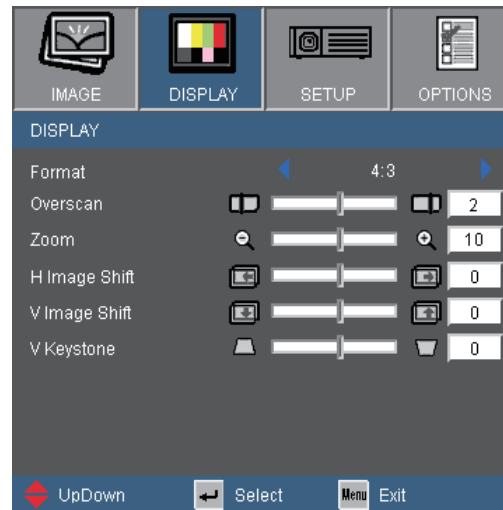 IMAGE DISPLAY SETUP OPTIONS
DISPLAY
Format 4:3
Overscan 2
Zoom 10
H Image Shift 0
V Image Shift 0
V Keystone 0
UpDown Select Menu Exit